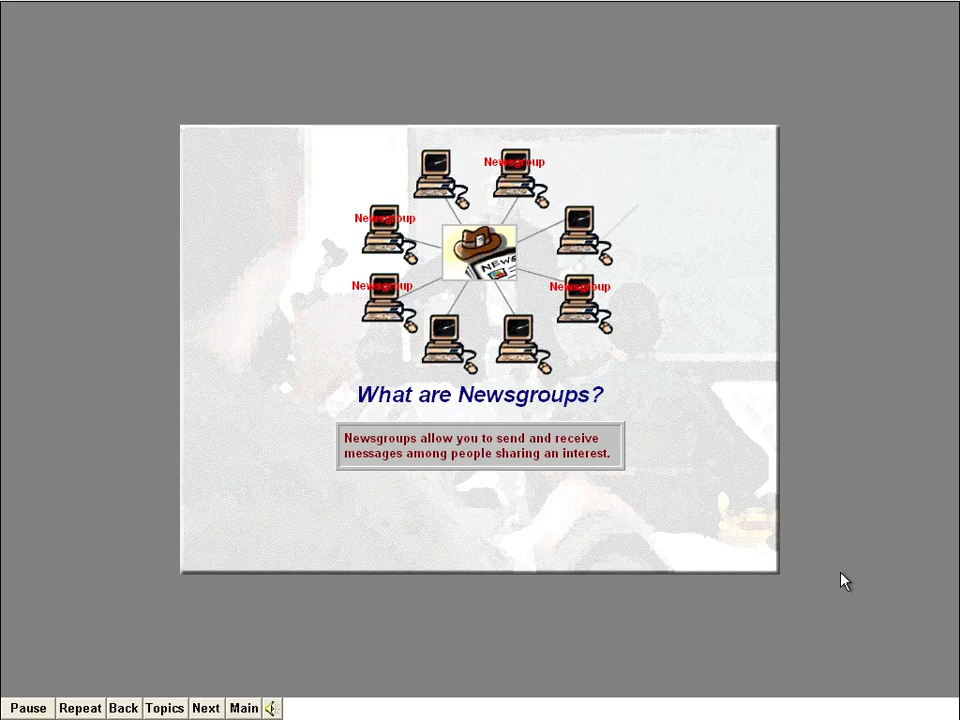 Newsgroup
Newsgroup
Newsgroup
Newsgroup
NEWS
What are Newsgroups?
Newsgroups allow you to send and receive
messages among people sharing an interest.
Pause Repeat Back Topics Next Main